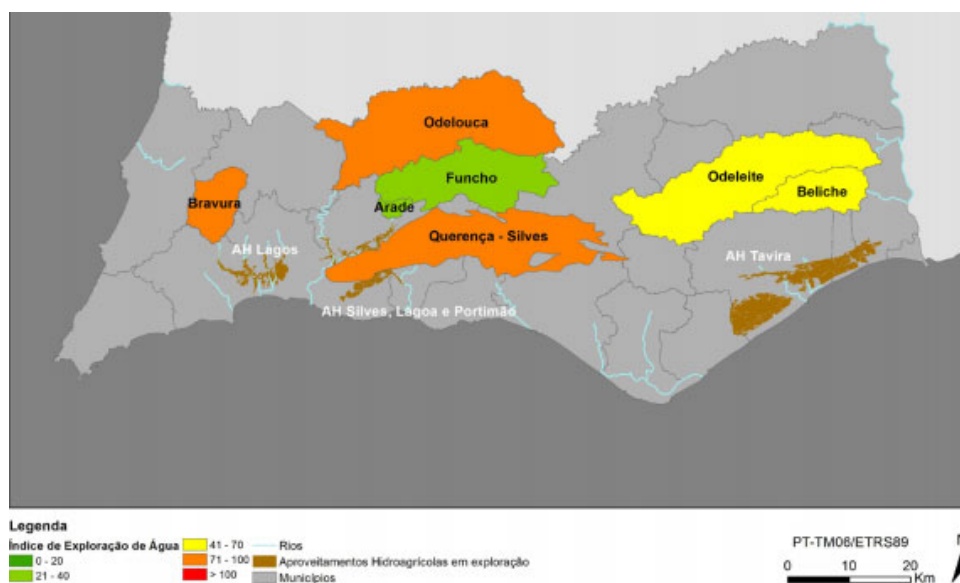 Odelouca
Funcho
Odeleite
Beliche
Bravura
Arade
Querença - Silves
AH Lagos
AH Tavira
AH Silves, Lagoa e Portimão
Legenda
Índice de Exploração de Água
0 - 20
21 - 40
41 - 70
71 - 100
> 100
Rios
Aproveitamentos Hidroagrícolas em exploração
Municípios
PT-TM06/ETRS89
0 10 20
Km
N